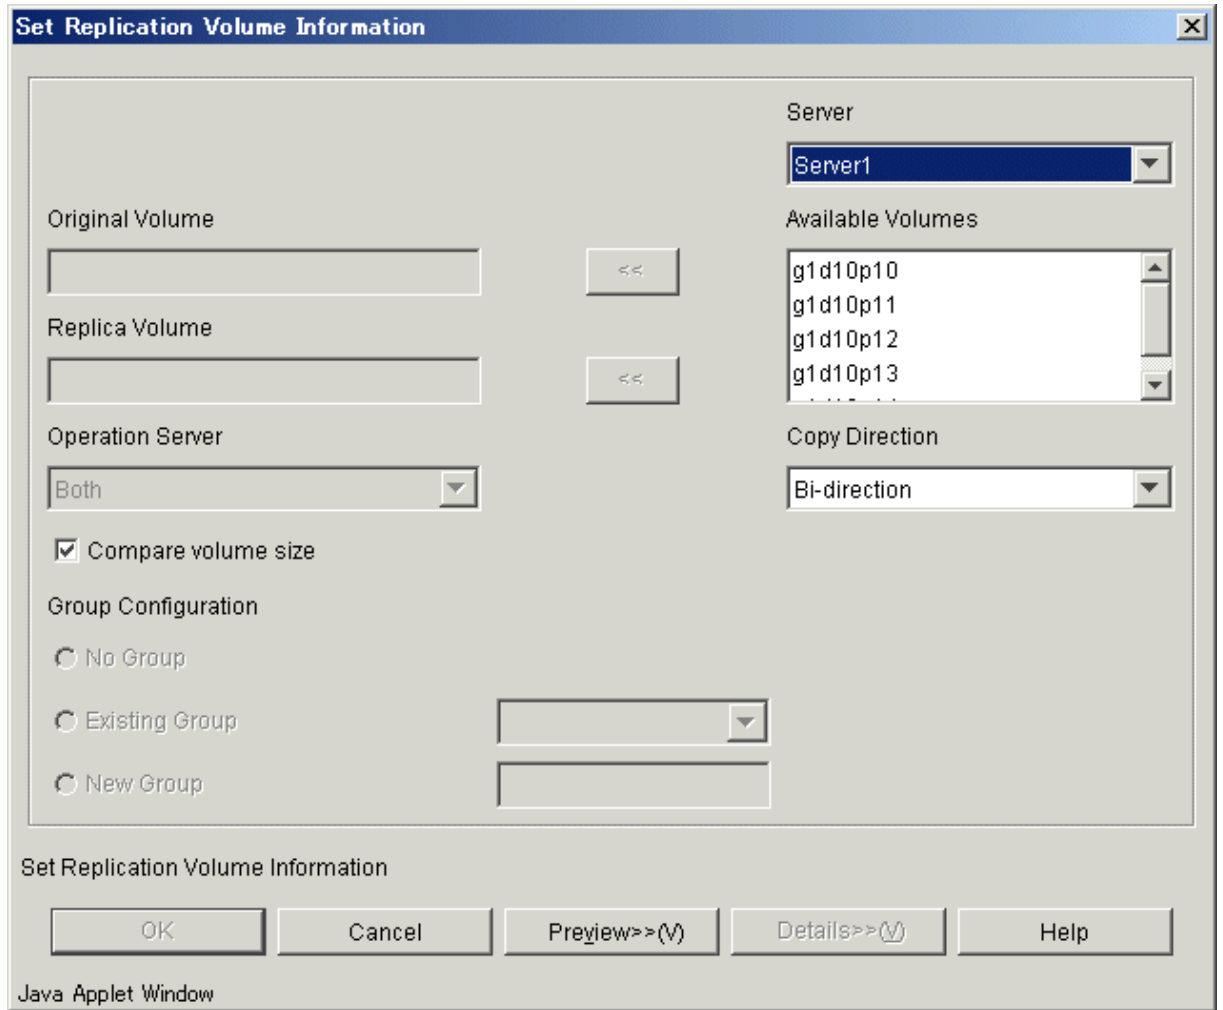 Set Replication Volume Information
Server
Server1
Original Volume
Available Volumes
<<
g1d10p10
g1d10p11
g1d10p12
g1d10p13
Replica Volume
<<
Operation Server
Copy Direction
Both
Bi-direction
Compare volume size
Group Configuration
No Group
Existing Group
New Group
Set Replication Volume Information
OK
Cancel
Preview>>(V)
Details>>(V)
Help
Java Applet Window